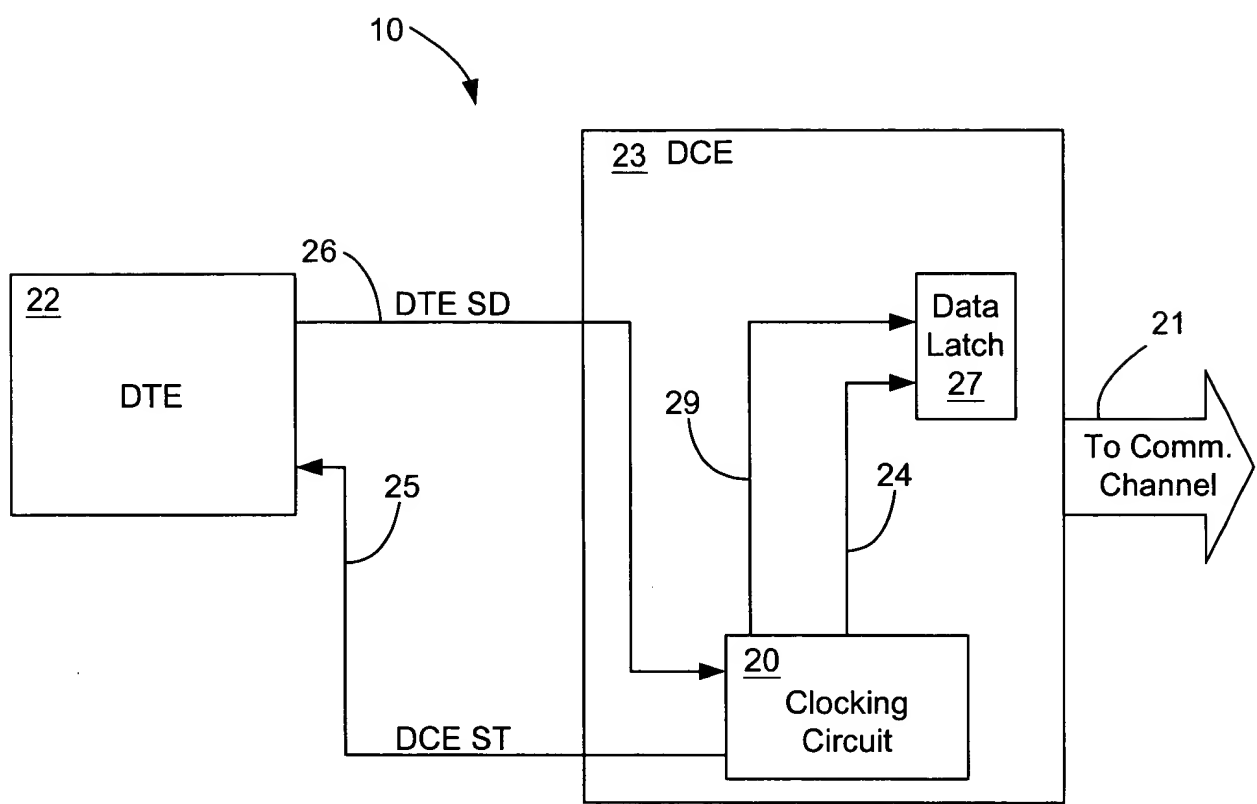 10
23 DCE
26
22
DTE SD
DTE
Data
Latch
27
21
29
24
25
To Comm.
Channel
20
Clocking
Circuit
DCE ST